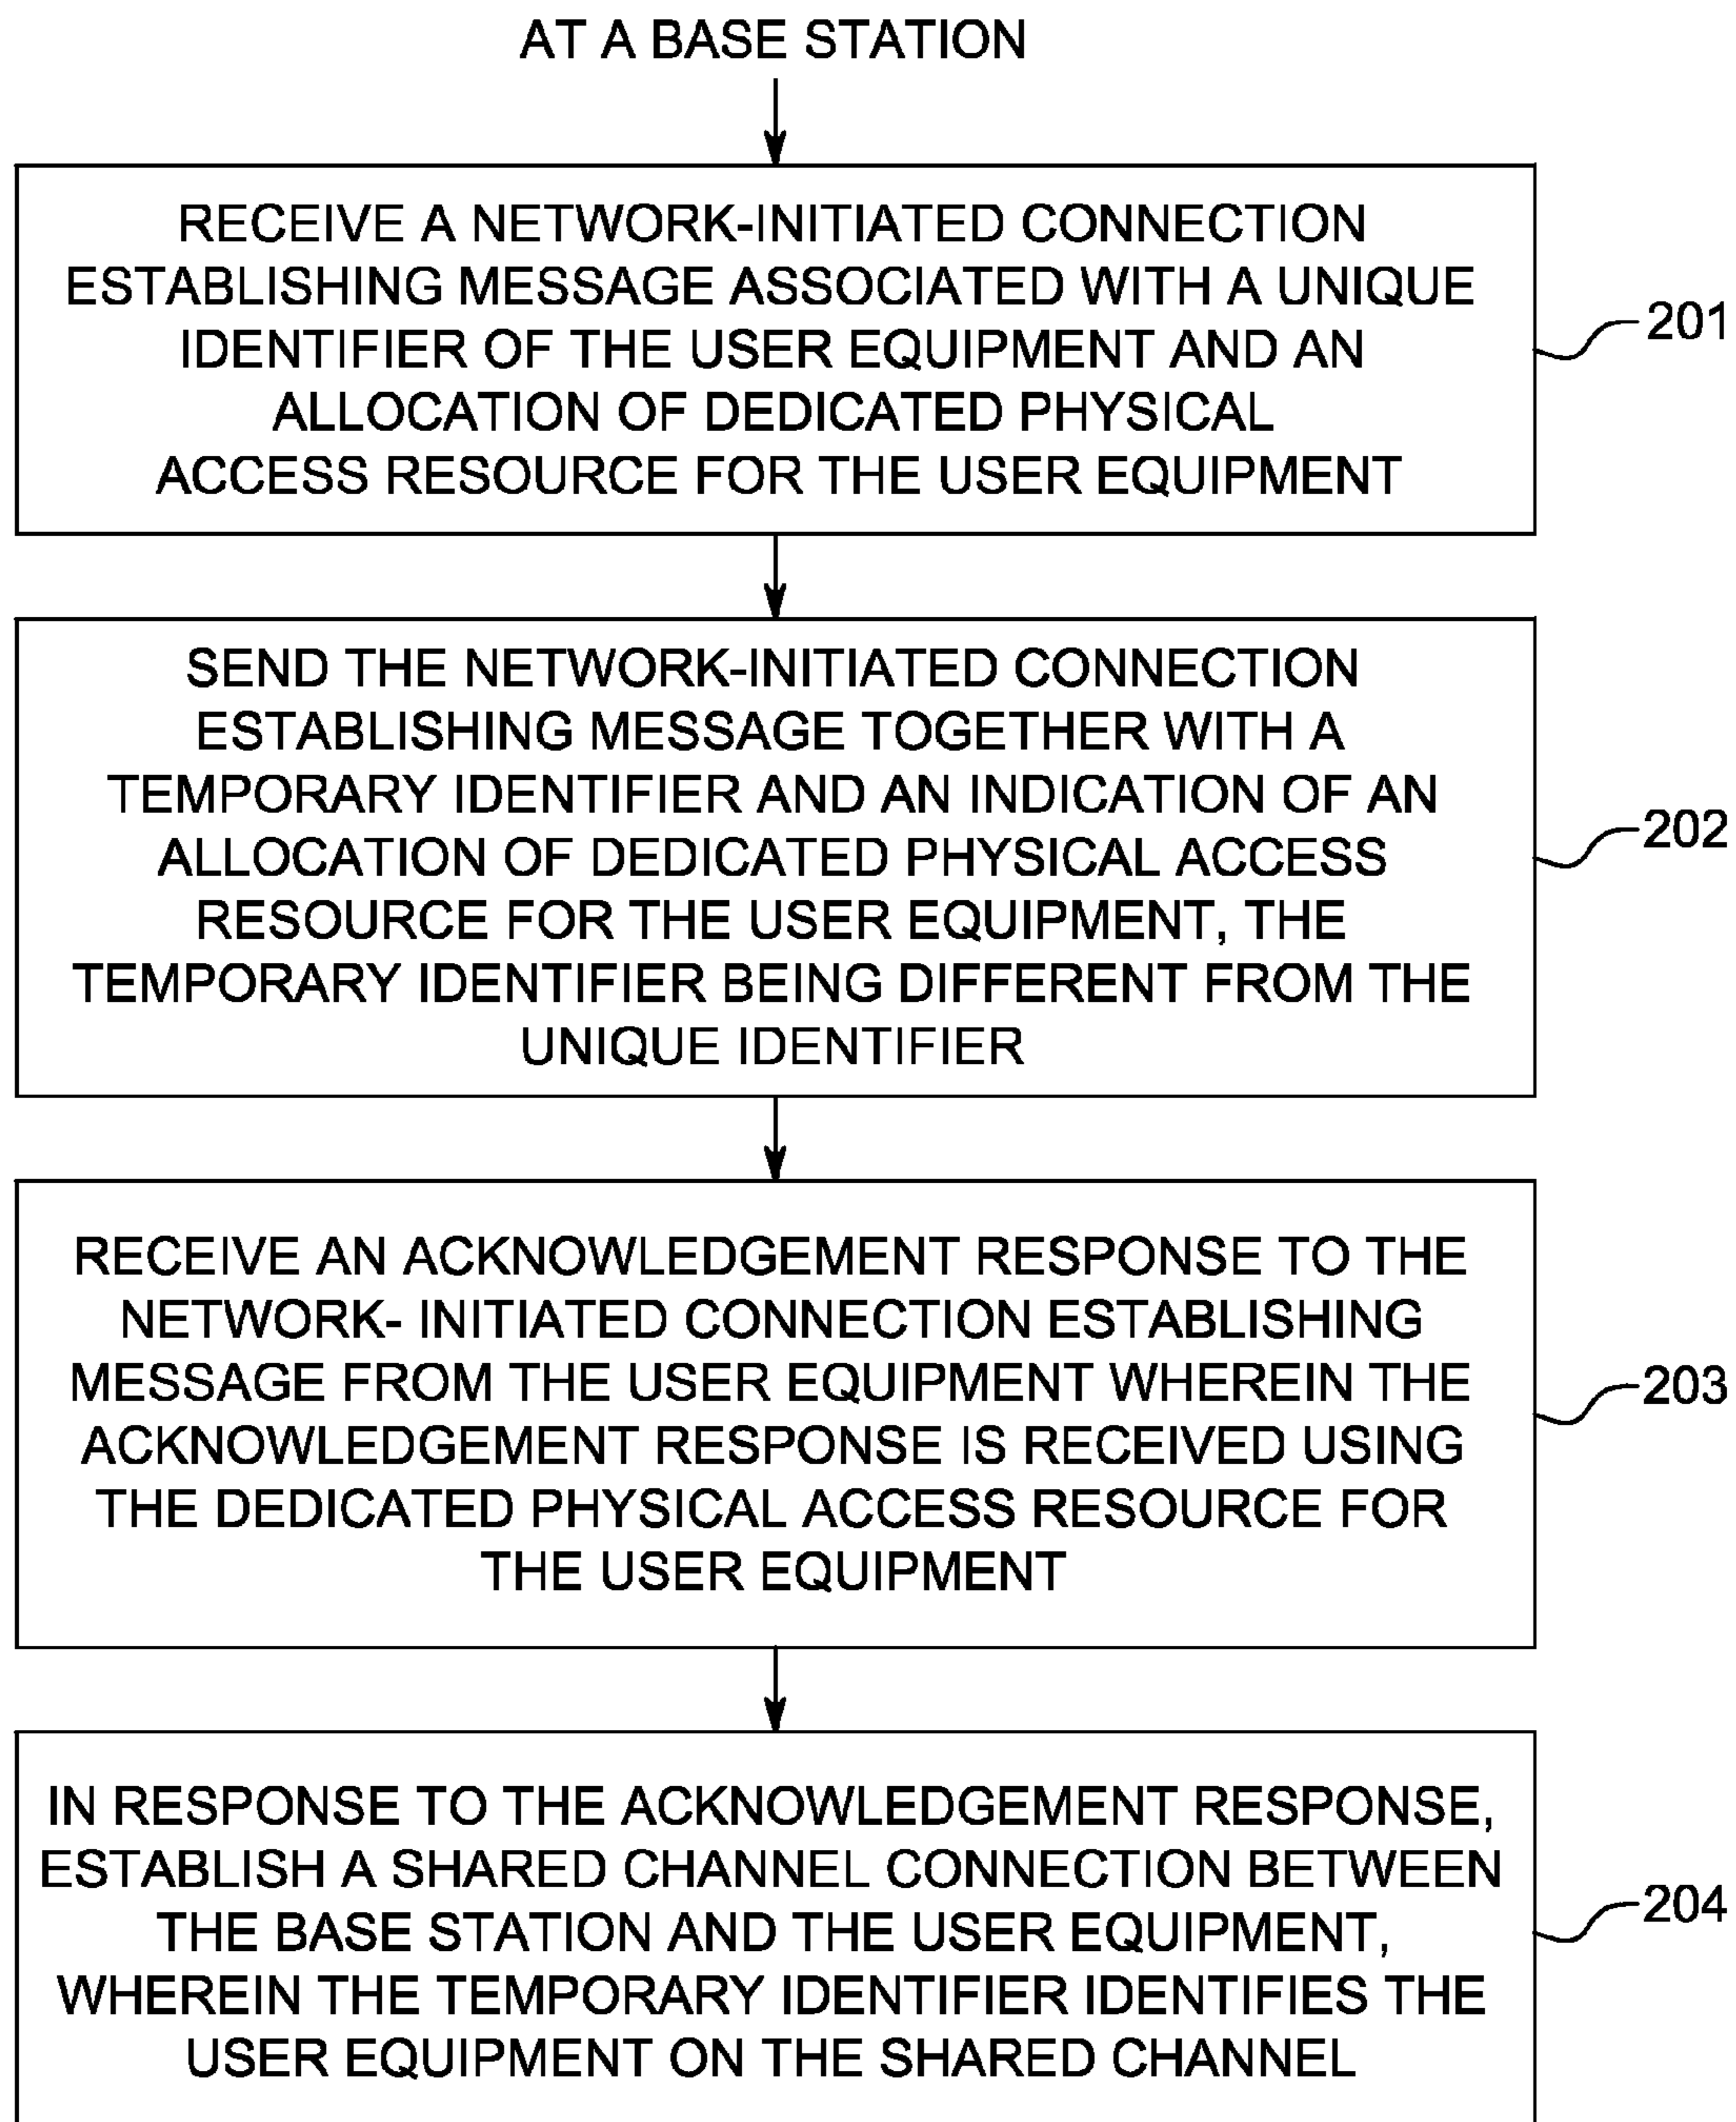 AT A BASE STATION
RECEIVE A NETWORK-INITIATED CONNECTION
ESTABLISHING MESSAGE ASSOCIATED WITH A UNIQUE
IDENTIFIER OF THE USER EQUIPMENT AND AN
ALLOCATION OF DEDICATED PHYSICAL
ACCESS RESOURCE FOR THE USER EQUIPMENT
201
SEND THE NETWORK-INITIATED CONNECTION
ESTABLISHING MESSAGE TOGETHER WITH A
TEMPORARY IDENTIFIER AND AN INDICATION OF AN
ALLOCATION OF DEDICATED PHYSICAL ACCESS
RESOURCE FOR THE USER EQUIPMENT, THE
TEMPORARY IDENTIFIER BEING DIFFERENT FROM THE
UNIQUE IDENTIFIER
202
RECEIVE AN ACKNOWLEDGEMENT RESPONSE TO THE
NETWORK- INITIATED CONNECTION ESTABLISHING
MESSAGE FROM THE USER EQUIPMENT WHEREIN THE
ACKNOWLEDGEMENT RESPONSE IS RECEIVED USING
THE DEDICATED PHYSICAL ACCESS RESOURCE FOR
THE USER EQUIPMENT
203
IN RESPONSE TO THE ACKNOWLEDGEMENT RESPONSE,
ESTABLISH A SHARED CHANNEL CONNECTION BETWEEN
THE BASE STATION AND THE USER EQUIPMENT,
WHEREIN THE TEMPORARY IDENTIFIER IDENTIFIES THE
USER EQUIPMENT ON THE SHARED CHANNEL
204